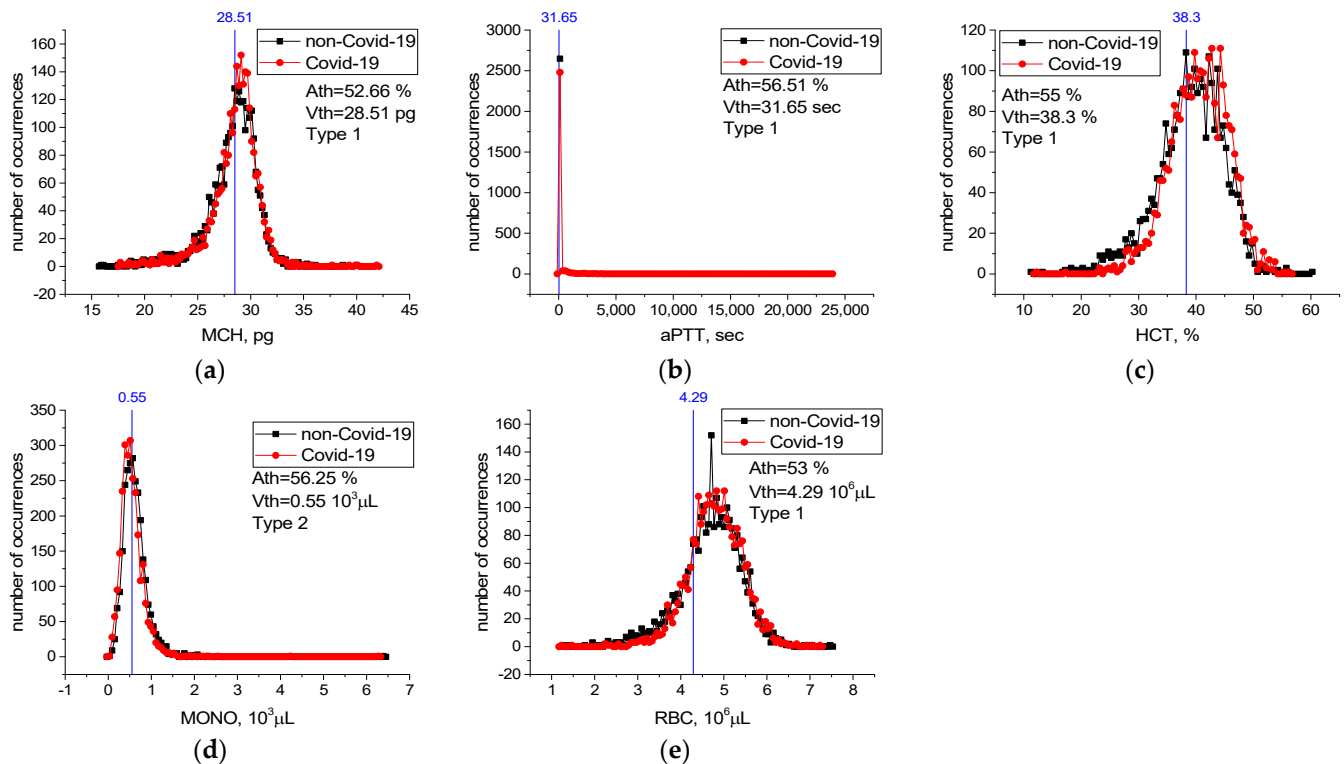 28.51
160
140
120
100
80
60
40
20
0
-20
number of occurrences
non-Covid-19
Covid-19
Ath=52.66 %
Vth=28.51 pg
Type 1
15 20 25 30 35 40 45
MCH, pg
(a)
31.65
3000
2500
2000
1500
1000
500
0
number of occurrences
non-Covid-19
Covid-19
Ath=56.51 %
Vth=31.65 sec
Type 1
0 5,000 10,000 15,000 20,000 25,000
aPTT, sec
(b)
38.3
120
100
80
60
40
20
0
-20
number of occurrences
non-Covid-19
Covid-19
Ath=55 %
Vth=38.3 %
Type 1
10 20 30 40 50 60
HCT, %
(c)
0.55
350
300
250
200
150
100
50
0
number of occurrences
non-Covid-19
Covid-19
Ath=56.25 %
Vth=0.55 10³μL
Type 2
-1 0 1 2 3 4 5 6 7
MONO, 10³μL
(d)
4.29
160
140
120
100
80
60
40
20
0
-20
number of occurrences
non-Covid-19
Covid-19
Ath=53 %
Vth=4.29 10⁶μL
Type 1
1 2 3 4 5 6 7 8
RBC, 10⁶μL
(e)